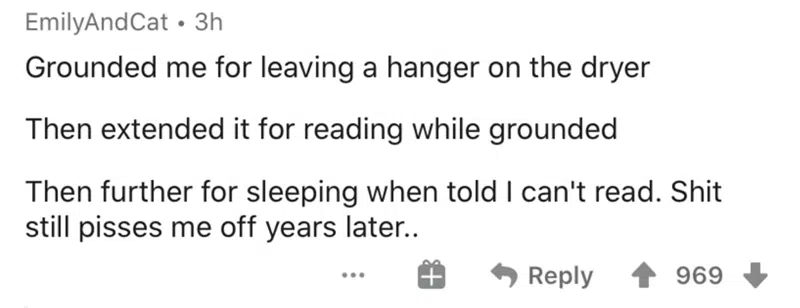 EmilyAndCat • 3h
Grounded me for leaving a hanger on the dryer
Then extended it for reading while grounded
Then further for sleeping when told I can't read. Shit
still pisses me off years later..
... Reply 969